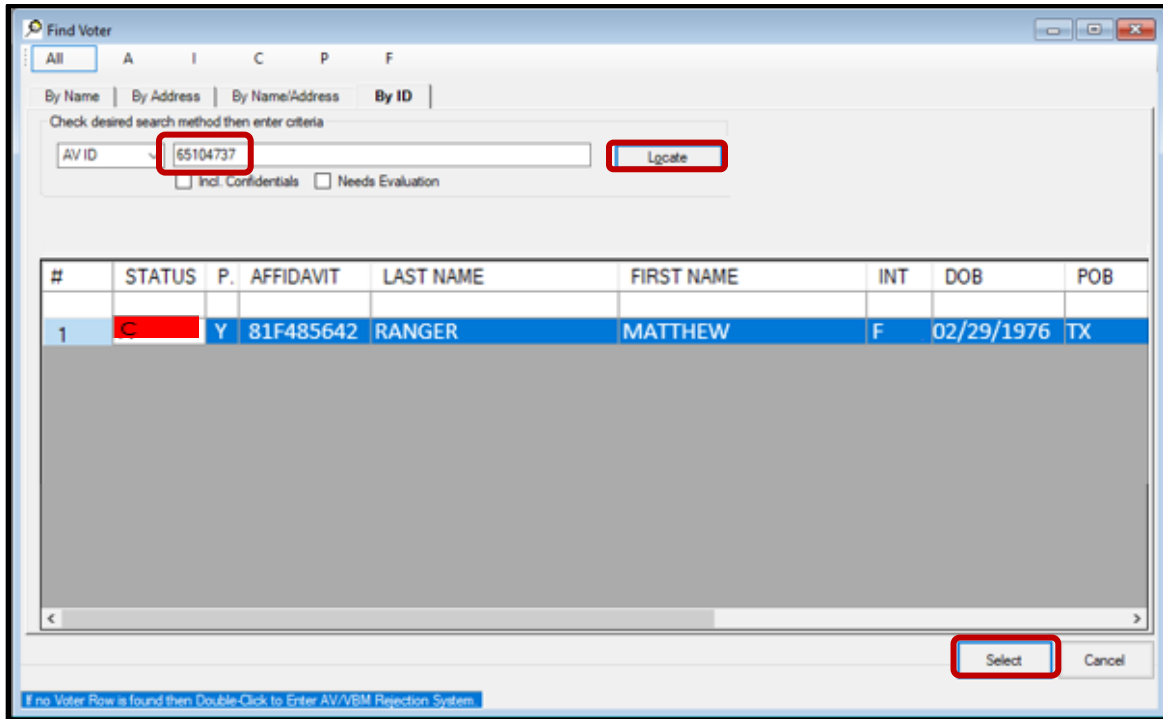 Find Voter
All A I C P F
By Name By Address By Name/Address By ID
Check desired search method then enter criteria
AV ID 65104737 Locate
Incl. Confidentials Needs Evaluation
# STATUS P. AFFIDAVIT LAST NAME FIRST NAME INT DOB POB
1 C Y 81F485642 RANGER MATTHEW F 02/29/1976 TX
Select Cancel
If no Voter Row is found then Double-Click to Enter AV/VBM Rejection System.